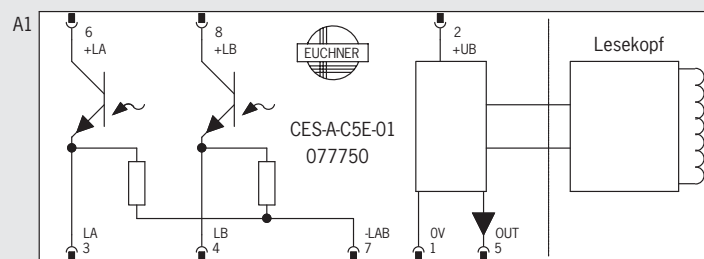 A1
6
+LA
8
+LB
EUCHNER
2
+UB
Lesekopf
CES-A-C5E-01
077750
LA
3
LB
4
-LAB
7
0V
1
OUT
5